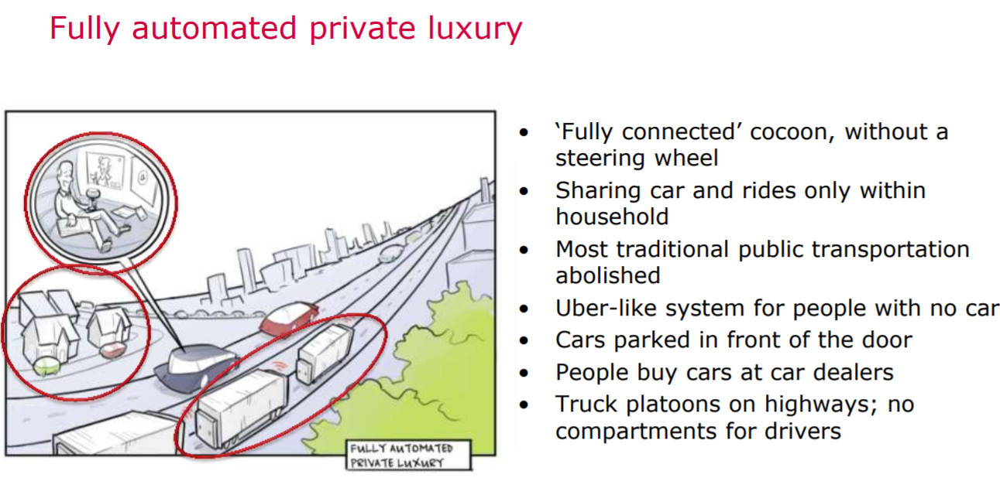 Fully automated private luxury
• ‘Fully connected’ cocoon, without a
steering wheel
• Sharing car and rides only within
household
• Most traditional public transportation
abolished
• Uber-like system for people with no car
• Cars parked in front of the door
• People buy cars at car dealers
• Truck platoons on highways; no
compartments for drivers
FULLY AUTOMATED
PRIVATE LUXURY